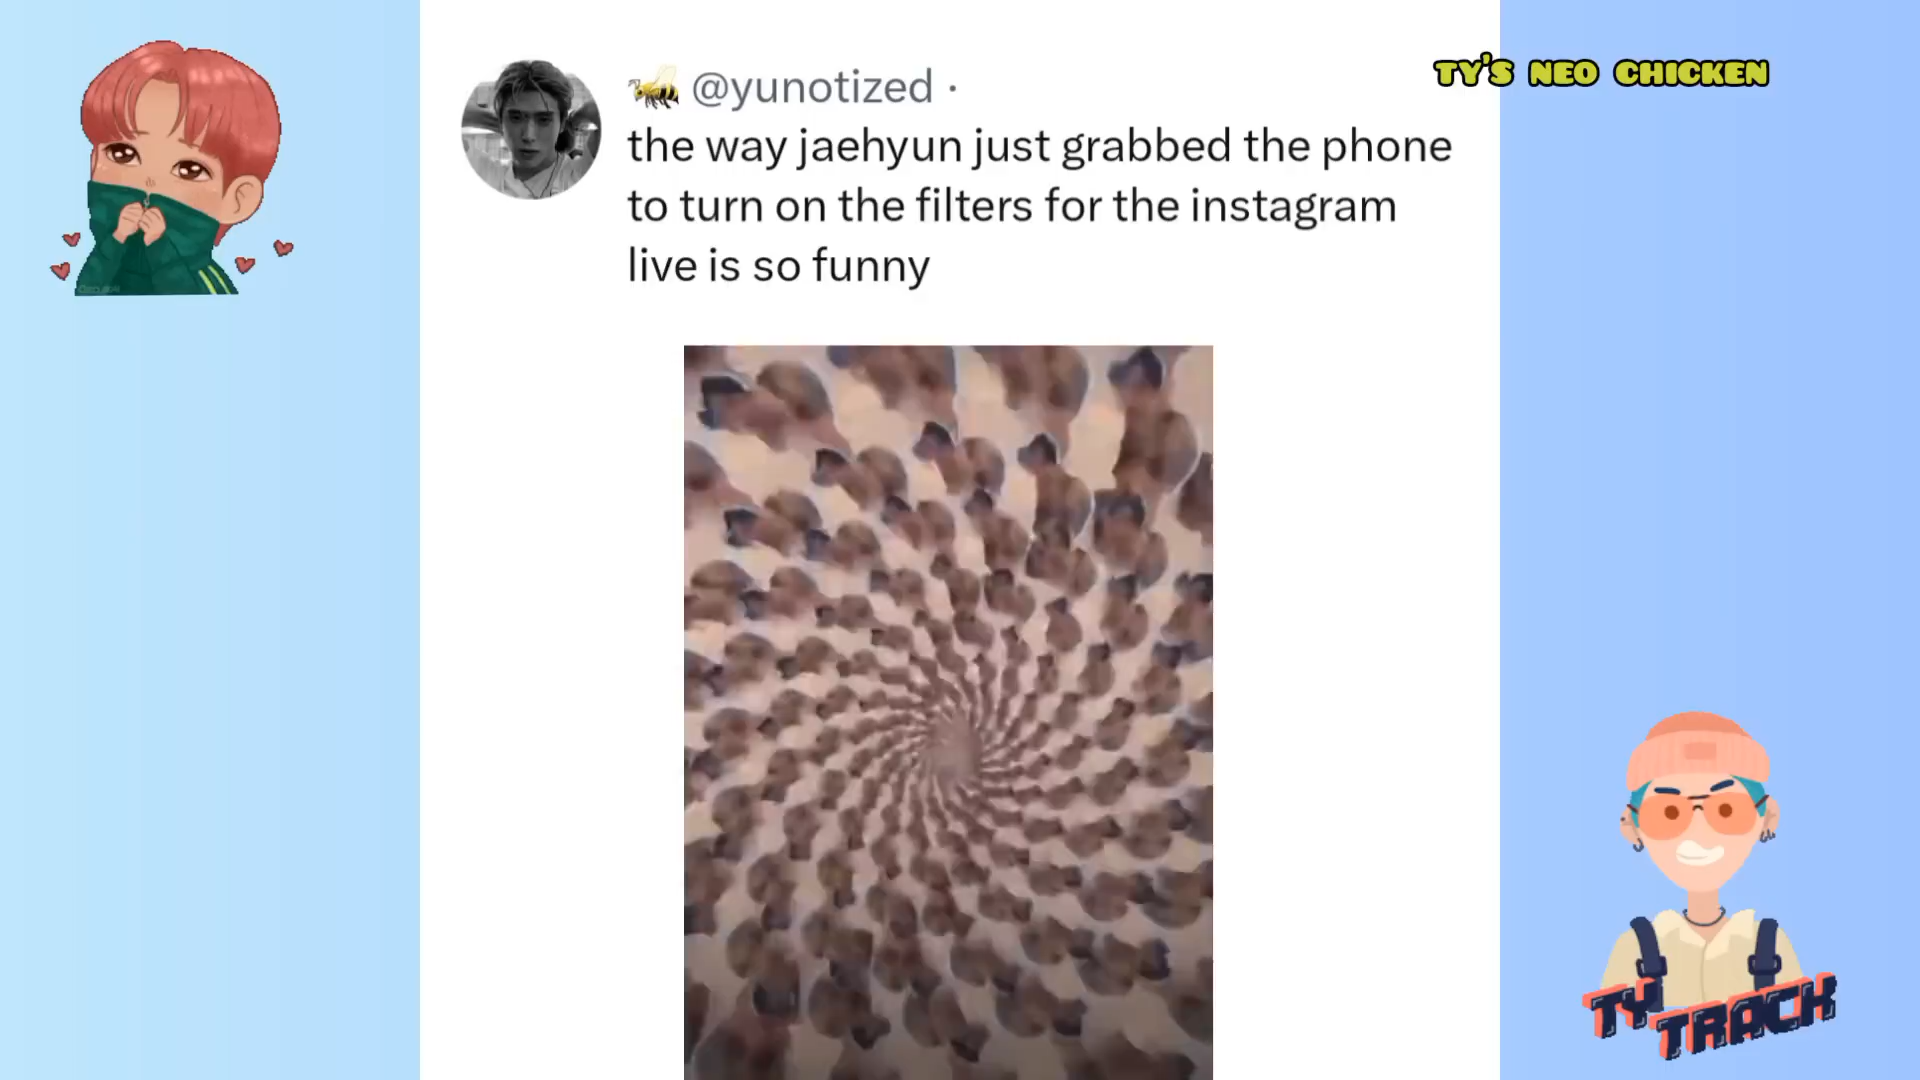 TY'S NEO CHICKEN
@yunotized ·
the way jaehyun just grabbed the phone
to turn on the filters for the instagram
live is so funny
TY
TRACK